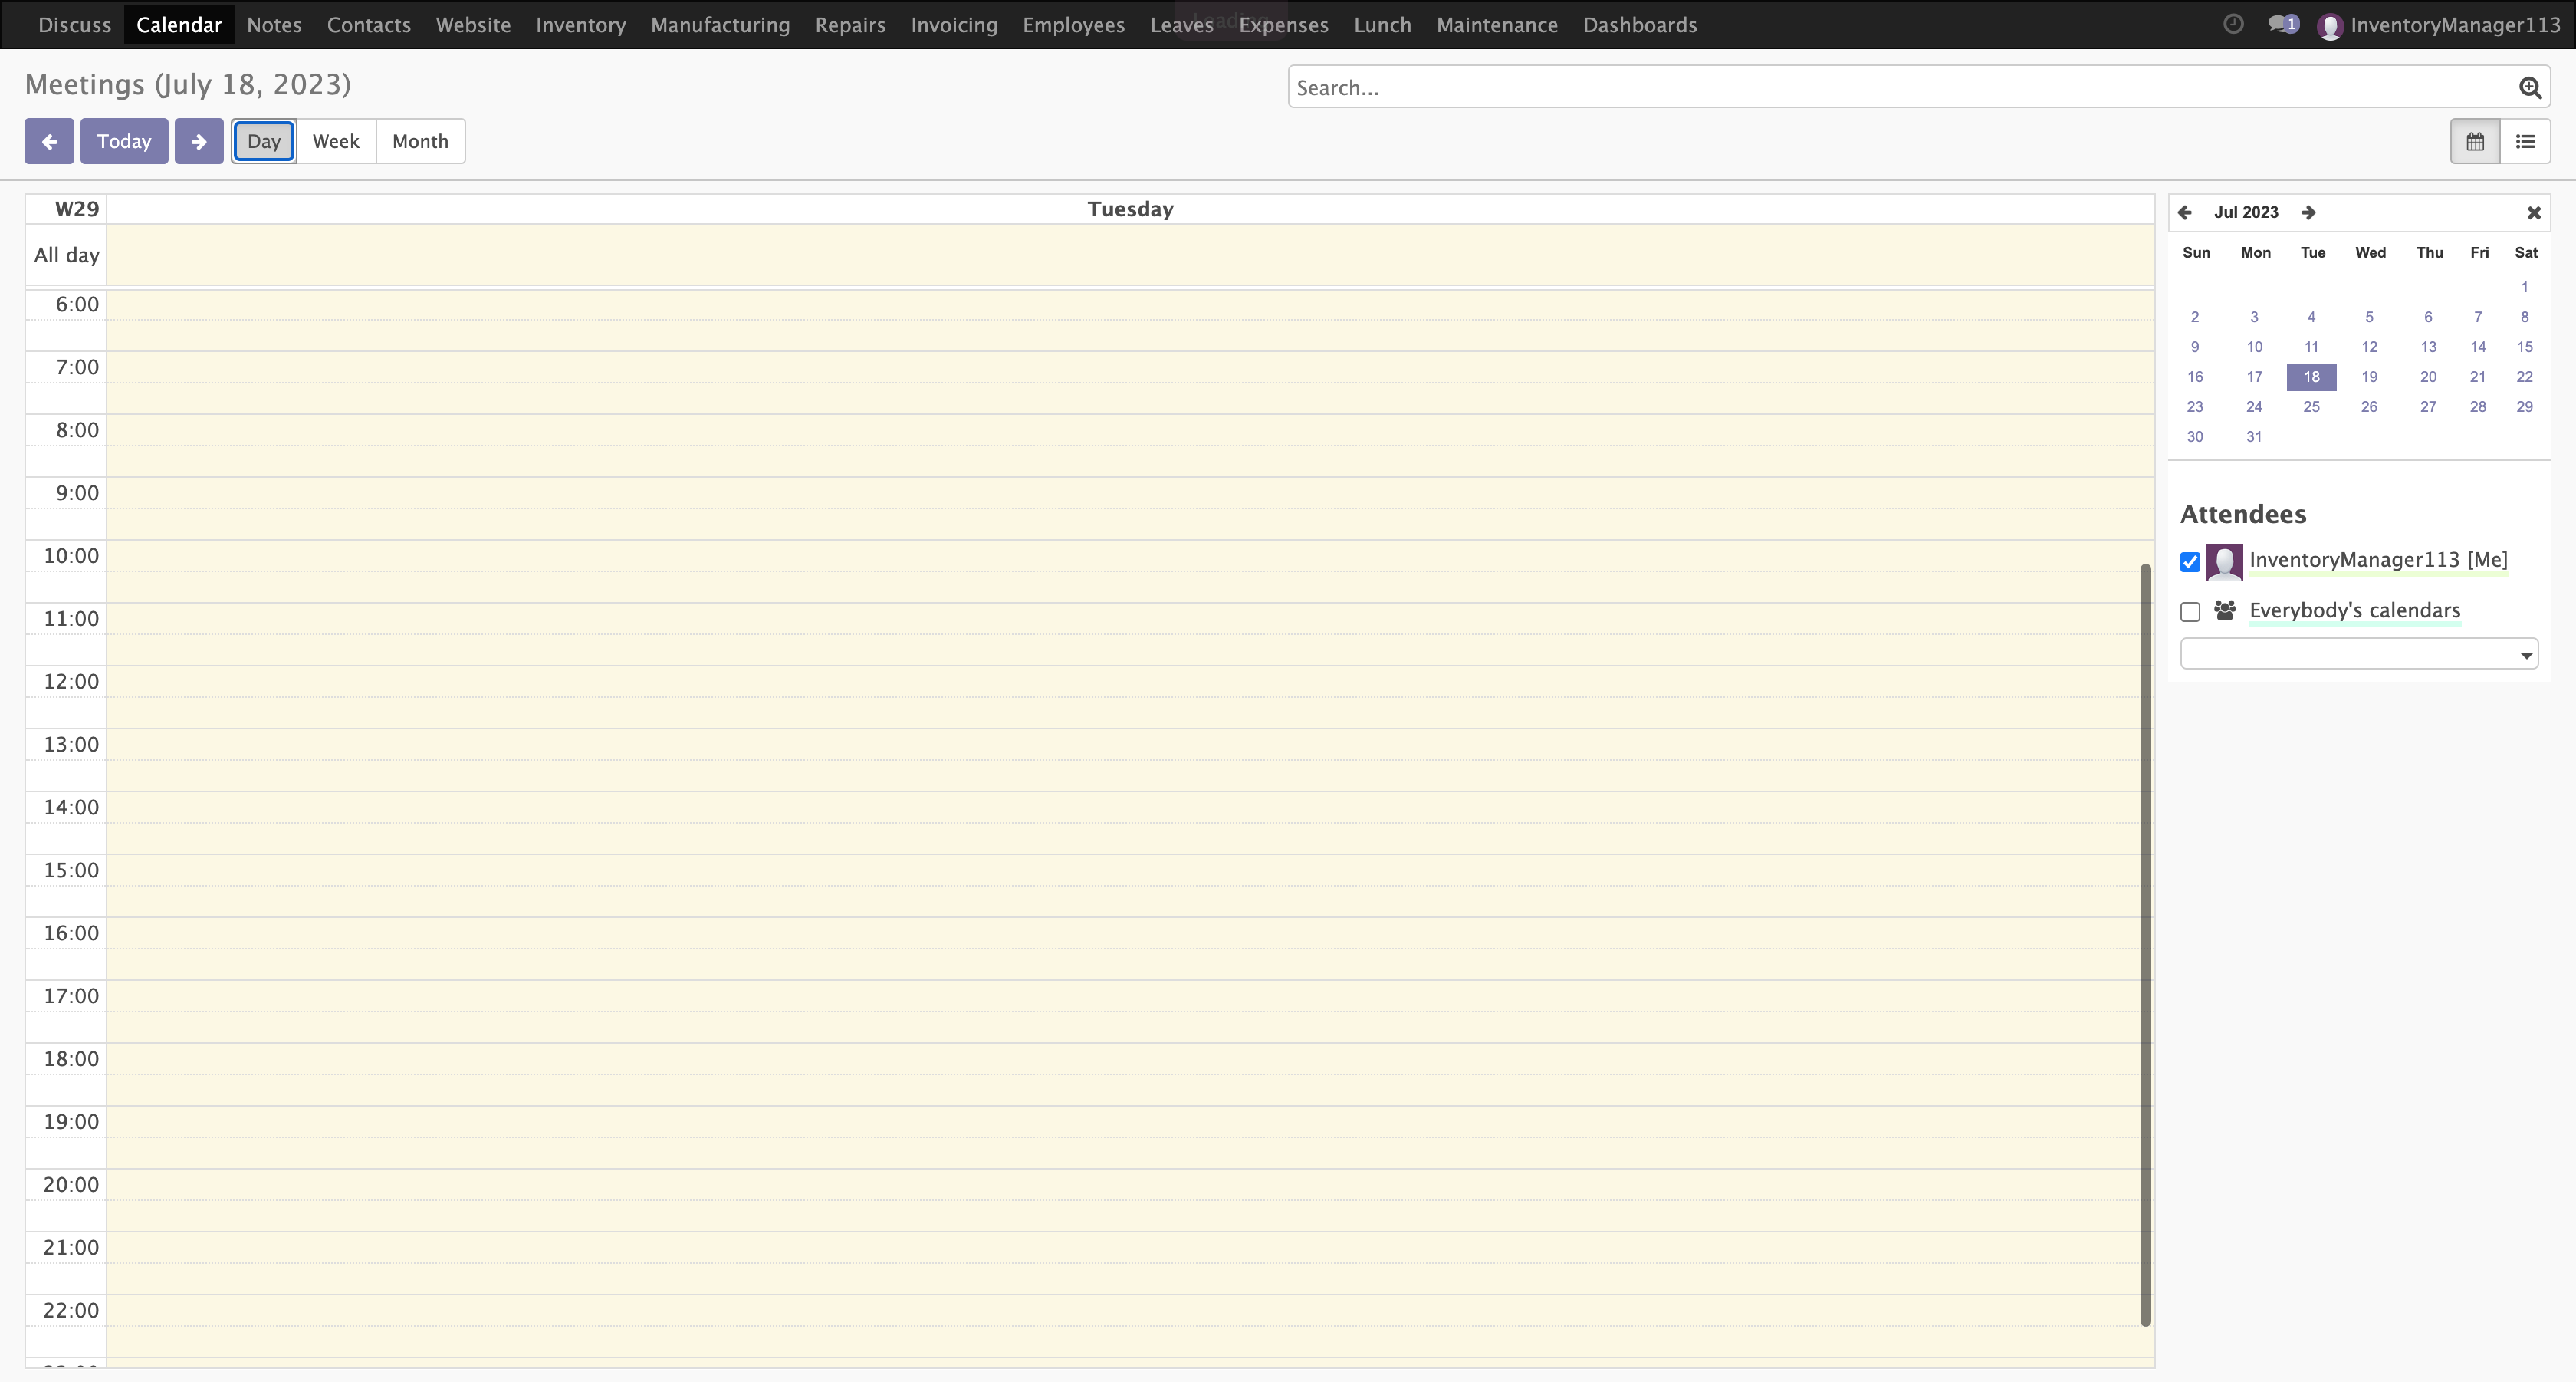 Discuss Calendar Notes Contacts Website Inventory Manufacturing Repairs Invoicing Employees Leaves Expenses Lunch Maintenance Dashboards 1 InventoryManager113
Loading
Meetings (July 18, 2023)
Search...
Today Day Week Month
W29 Tuesday
All day
6:00
7:00
8:00
9:00
10:00
11:00
12:00
13:00
14:00
15:00
16:00
17:00
18:00
19:00
20:00
21:00
22:00
Jul 2023
Sun Mon Tue Wed Thu Fri Sat
1
2 3 4 5 6 7 8
9 10 11 12 13 14 15
16 17 18 19 20 21 22
23 24 25 26 27 28 29
30 31
Attendees
InventoryManager113 [Me]
Everybody's calendars